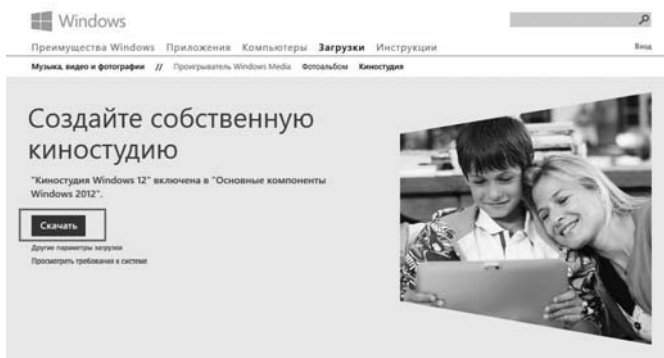 Windows
Преимущества Windows Приложения Компьютеры Загрузки Инструкции Вход
Музыка, видео и фотографии // Проигрыватель Windows Media Фотоальбом Киностудия
Создайте собственную
киностудию
"Киностудия Windows 12" включена в "Основные компоненты
Windows 2012".
Скачать
Другие параметры загрузки
Просмотреть требования к системе